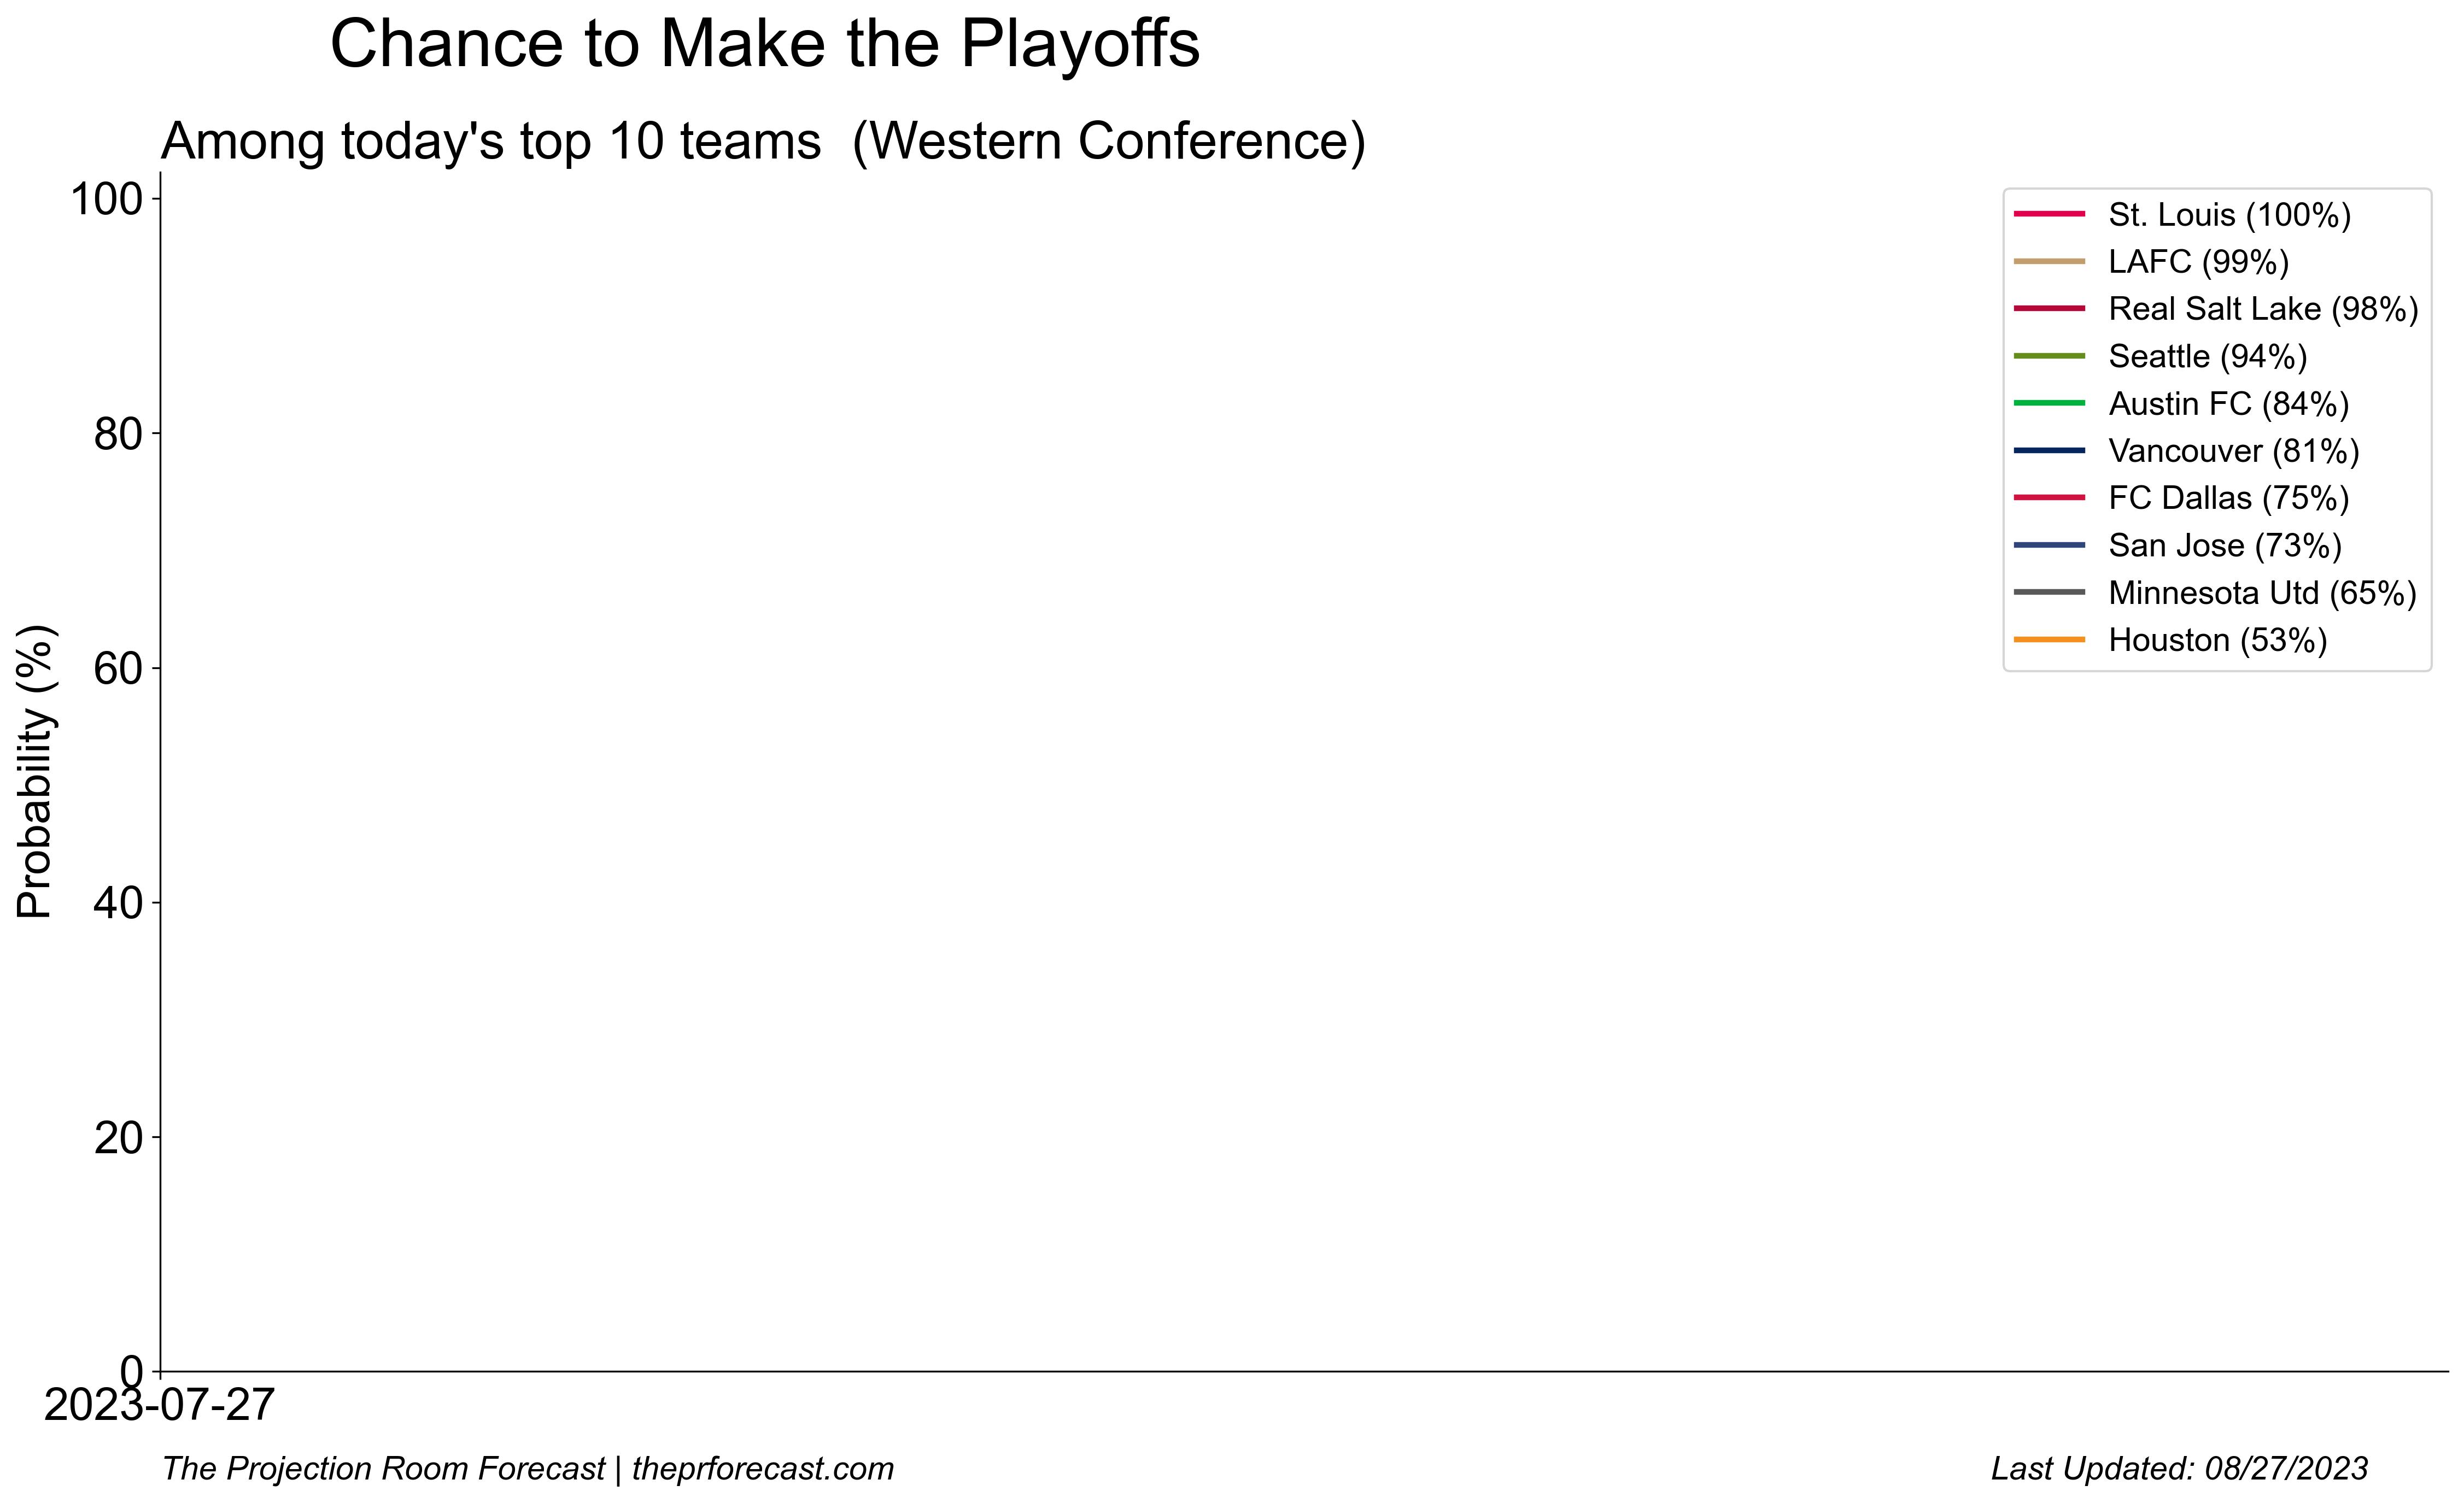 Chance to Make the Playoffs
Among today's top 10 teams  (Western Conference)
100
80
60
40
20
0
Probability (%)
St. Louis (100%)
LAFC (99%)
Real Salt Lake (98%)
Seattle (94%)
Austin FC (84%)
Vancouver (81%)
FC Dallas (75%)
San Jose (73%)
Minnesota Utd (65%)
Houston (53%)
2023-07-27
The Projection Room Forecast | theprforecast.com
Last Updated: 08/27/2023